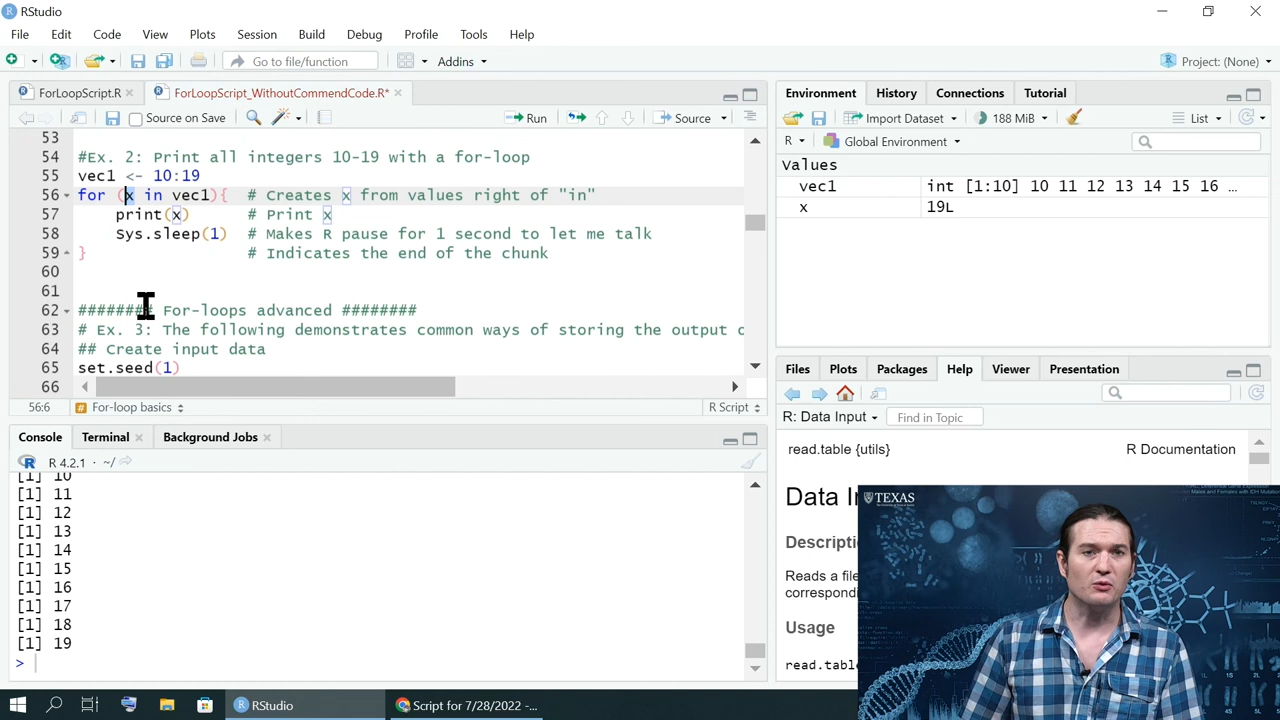 RStudio
File Edit Code View Plots Session Build Debug Profile Tools Help
Go to file/function Addins Project: (None)
ForLoopScript.R ForLoopScript_WithoutCommendCode.R*
Source on Save Run Source
53
54 #Ex. 2: Print all integers 10-19 with a for-loop
55 vec1 <- 10:19
56 for (x in vec1){ # Creates x from values right of "in"
57 print(x) # Print x
58 Sys.sleep(1) # Makes R pause for 1 second to let me talk
59 } # Indicates the end of the chunk
60
61
62 ######## For-loops advanced ########
63 # Ex. 3: The following demonstrates common ways of storing the output
64 ## Create input data
65 set.seed(1)
66
56:6 # For-loop basics R Script
Console Terminal Background Jobs
R 4.2.1 · ~/
[1] 10
[1] 11
[1] 12
[1] 13
[1] 14
[1] 15
[1] 16
[1] 17
[1] 18
[1] 19
>
Environment History Connections Tutorial
Import Dataset 188 MiB List
R Global Environment
Values
vec1 int [1:10] 10 11 12 13 14 15 16 ...
x 19L
Files Plots Packages Help Viewer Presentation
R: Data Input Find in Topic
read.table {utils} R Documentation
Data
Reads a file
Usage
TEXAS
RStudio Script for 7/28/2022 -...